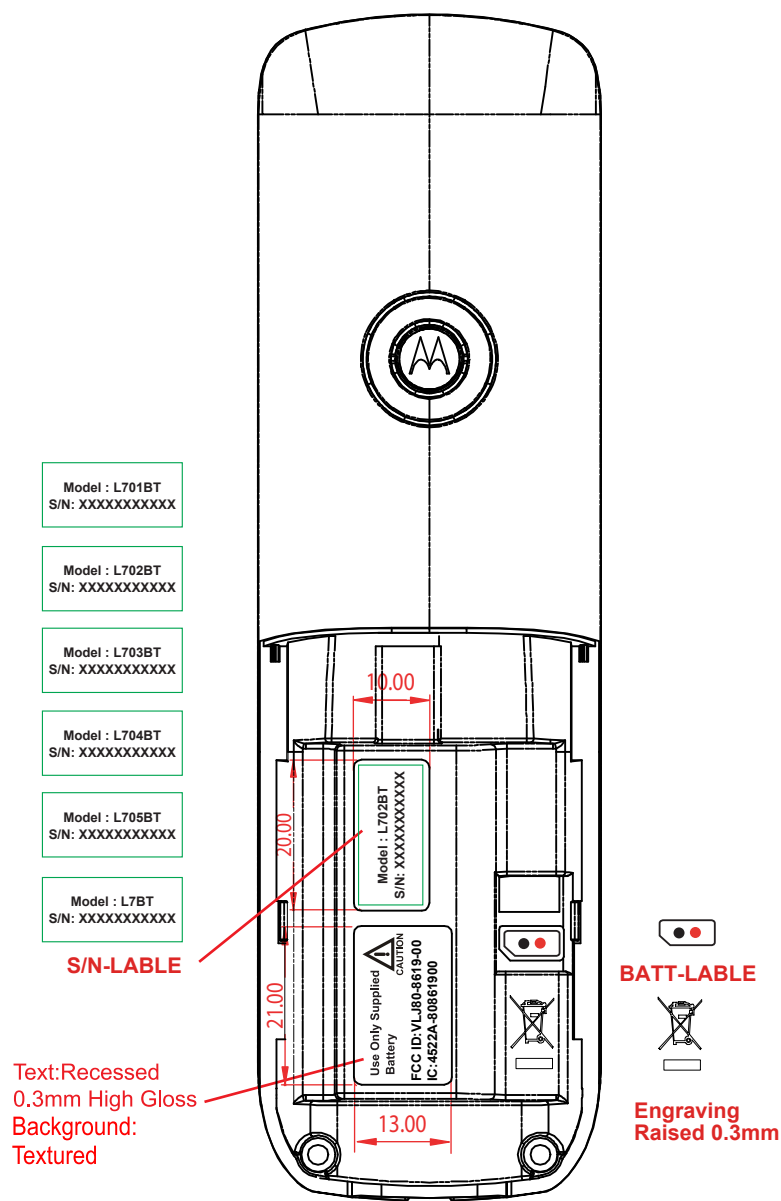 Model : L701BT
S/N: XXXXXXXXXXX
Model : L702BT
S/N: XXXXXXXXXXX
Model : L703BT
S/N: XXXXXXXXXXX
Model : L704BT
S/N: XXXXXXXXXXX
Model : L705BT
S/N: XXXXXXXXXXX
Model : L7BT
S/N: XXXXXXXXXXX
S/N-LABLE
10.00
20.00
Model : L702BT
S/N: XXXXXXXXXXX
21.00
Use Only Supplied
Battery
CAUTION
FCC ID:VLJ80-8619-00
IC:4522A-80861900
13.00
Text:Recessed
0.3mm High Gloss
Background:
Textured
BATT-LABLE
Engraving
Raised 0.3mm